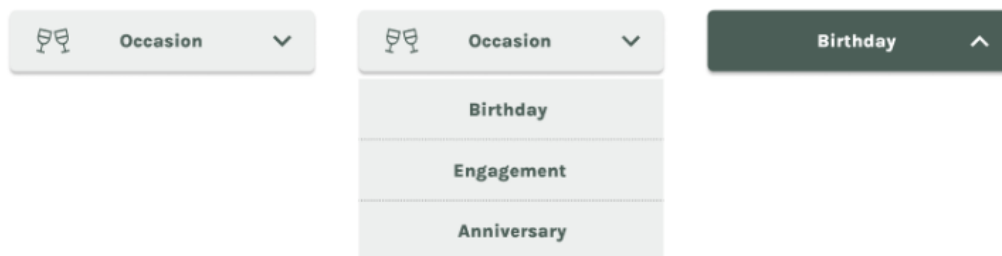 Occasion
Occasion
Birthday
Birthday
Engagement
Anniversary